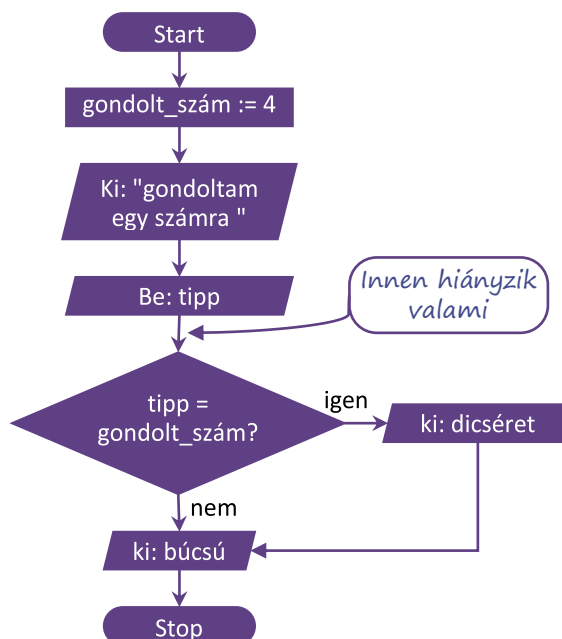 Start
gondolt_szám := 4
Ki: "gondoltam
egy számra "
Be: tipp
Innen hiányzik
valami
tipp =
gondolt_szám?
igen
ki: dicséret
nem
ki: búcsú
Stop